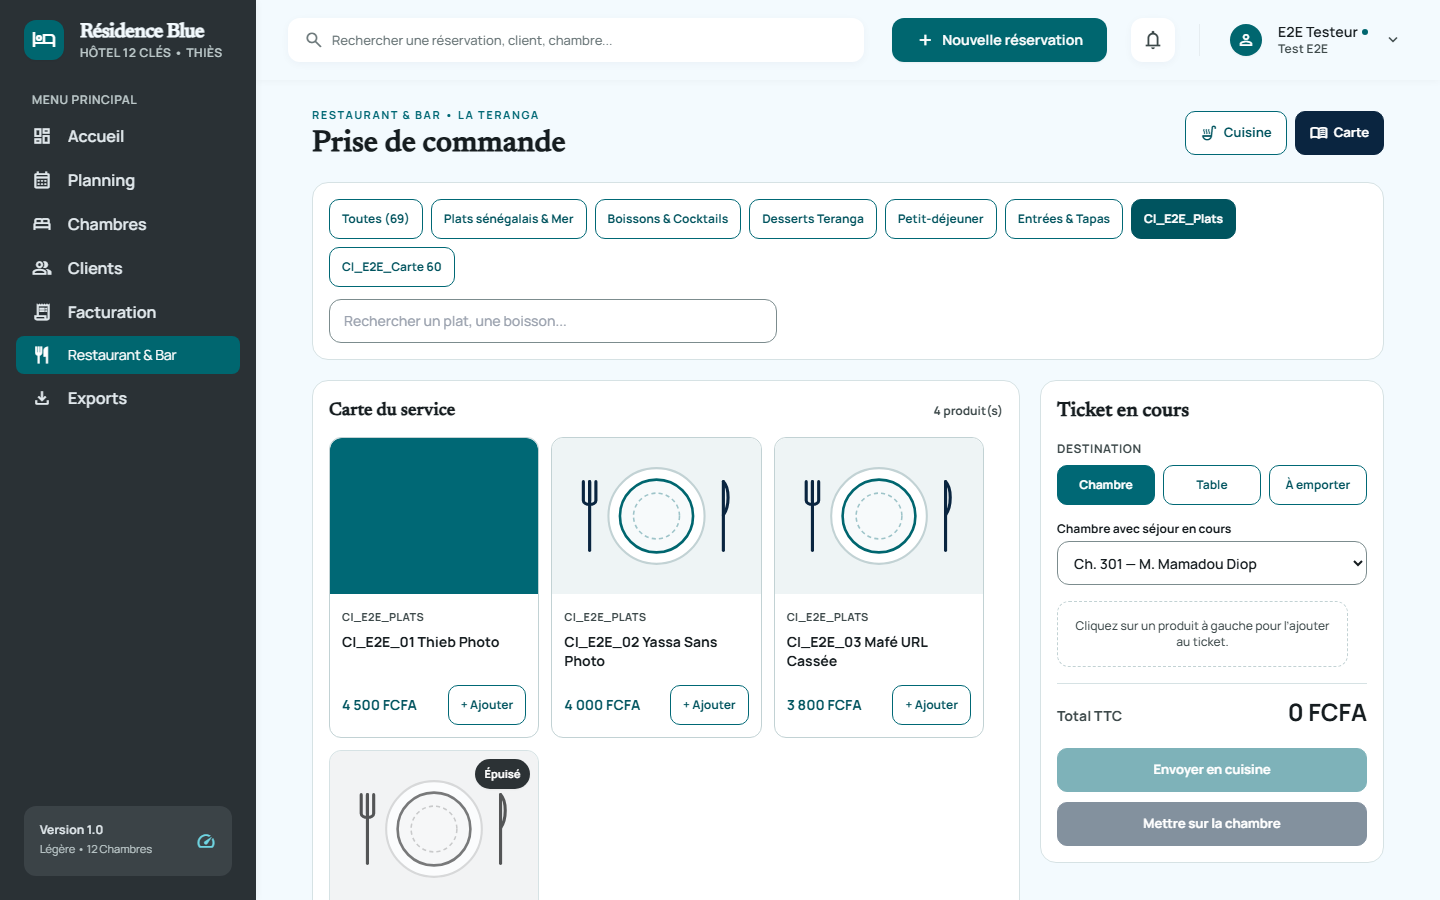 Résidence Blue
HÔTEL 12 CLÉS • THIÈS
MENU PRINCIPAL
Accueil
Planning
Chambres
Clients
Facturation
Restaurant & Bar
Exports
Version 1.0
Légère • 12 Chambres
Rechercher une réservation, client, chambre...
+ Nouvelle réservation
E2E Testeur
Test E2E
RESTAURANT & BAR • LA TERANGA
Prise de commande
Cuisine
Carte
Toutes (69)
Plats sénégalais & Mer
Boissons & Cocktails
Desserts Teranga
Petit-déjeuner
Entrées & Tapas
CI_E2E_Plats
CI_E2E_Carte 60
Rechercher un plat, une boisson...
Carte du service
4 produit(s)
CI_E2E_PLATS
CI_E2E_01 Thieb Photo
4 500 FCFA
+ Ajouter
CI_E2E_PLATS
CI_E2E_02 Yassa Sans
Photo
4 000 FCFA
+ Ajouter
CI_E2E_PLATS
CI_E2E_03 Mafé URL
Cassée
3 800 FCFA
+ Ajouter
Épuisé
Ticket en cours
DESTINATION
Chambre
Table
À emporter
Chambre avec séjour en cours
Ch. 301 — M. Mamadou Diop
Cliquez sur un produit à gauche pour l'ajouter
au ticket.
Total TTC
0 FCFA
Envoyer en cuisine
Mettre sur la chambre